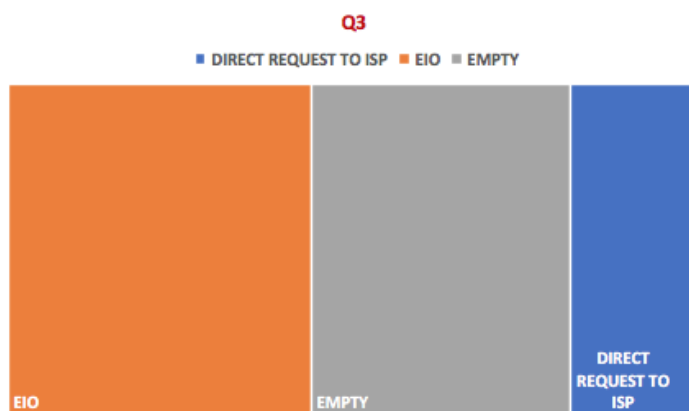 Q3
DIRECT REQUEST TO ISP EIO EMPTY
EIO
EMPTY
DIRECT
REQUEST TO
ISP